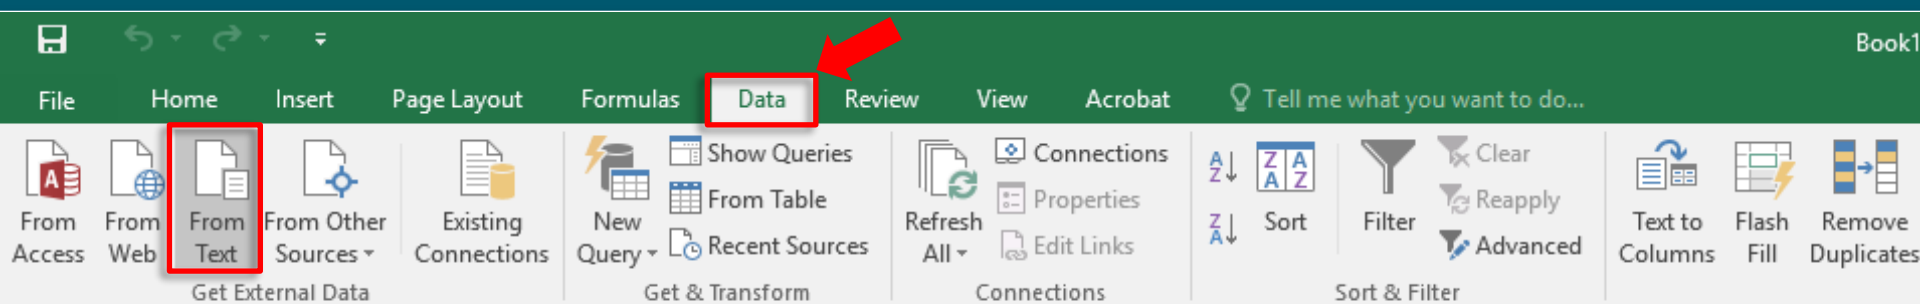 Book1
File Home Insert Page Layout Formulas Data Review View Acrobat Tell me what you want to do...
From Access
From Web
From Text
From Other Sources
Existing Connections
Get External Data
New Query
Show Queries
From Table
Recent Sources
Get & Transform
Refresh All
Connections
Properties
Edit Links
Connections
A Z
Z A
Z A A Z
Sort
Filter
Clear
Reapply
Advanced
Sort & Filter
Text to Columns
Flash Fill
Remove Duplicates